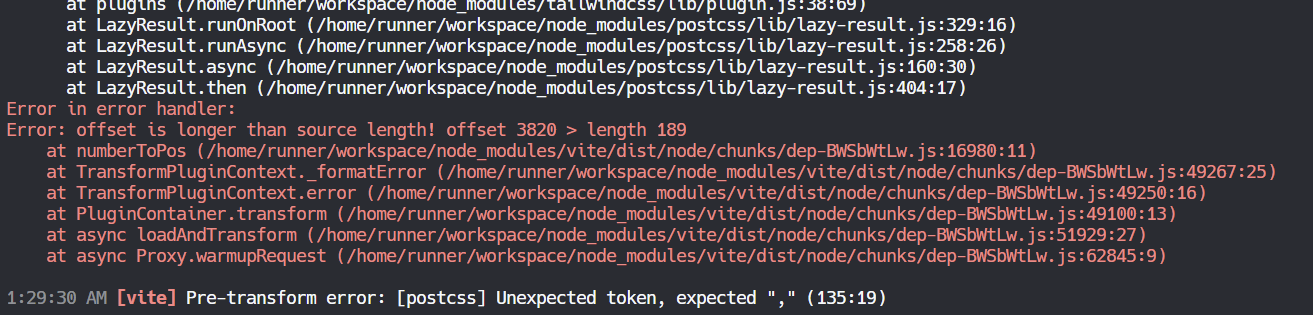 at plugins (/home/runner/workspace/node_modules/tailwindcss/lib/plugin.js:38:69)
at LazyResult.runOnRoot (/home/runner/workspace/node_modules/postcss/lib/lazy-result.js:329:16)
at LazyResult.runAsync (/home/runner/workspace/node_modules/postcss/lib/lazy-result.js:258:26)
at LazyResult.async (/home/runner/workspace/node_modules/postcss/lib/lazy-result.js:160:30)
at LazyResult.then (/home/runner/workspace/node_modules/postcss/lib/lazy-result.js:404:17)
Error in error handler:
Error: offset is longer than source length! offset 3820 > length 189
at numberToPos (/home/runner/workspace/node_modules/vite/dist/node/chunks/dep-BWSbWtLw.js:16980:11)
at TransformPluginContext._formatError (/home/runner/workspace/node_modules/vite/dist/node/chunks/dep-BWSbWtLw.js:49267:25)
at TransformPluginContext.error (/home/runner/workspace/node_modules/vite/dist/node/chunks/dep-BWSbWtLw.js:49250:16)
at PluginContainer.transform (/home/runner/workspace/node_modules/vite/dist/node/chunks/dep-BWSbWtLw.js:49100:13)
at async loadAndTransform (/home/runner/workspace/node_modules/vite/dist/node/chunks/dep-BWSbWtLw.js:51929:27)
at async Proxy.warmupRequest (/home/runner/workspace/node_modules/vite/dist/node/chunks/dep-BWSbWtLw.js:62845:9)
1:29:30 AM [vite] Pre-transform error: [postcss] Unexpected token, expected "," (135:19)